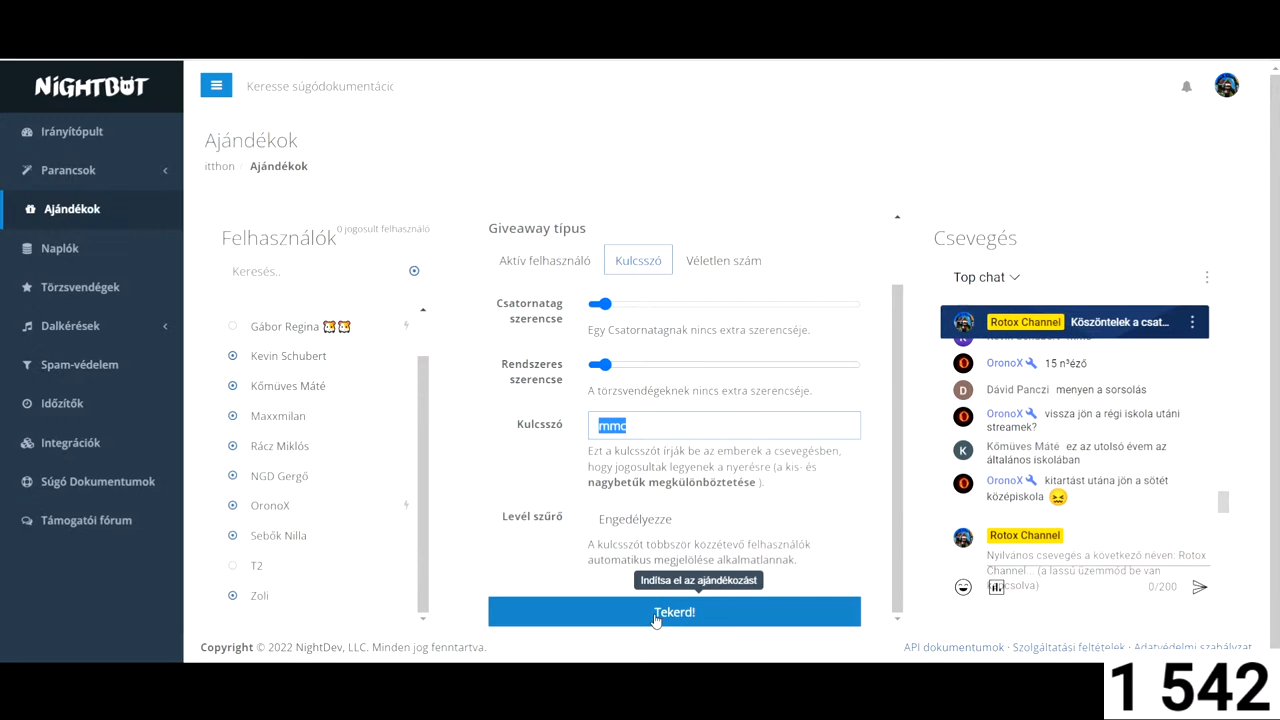 NiGHTBOT
Keresse súgódokumentáció
Irányítópult
Parancsok
Ajándékok
Naplók
Törzsvendégek
Dalkérések
Spam-védelem
Időzítők
Integrációk
Súgó Dokumentumok
Támogatói fórum
Ajándékok
itthon / Ajándékok
Felhasználók
0 jogosult felhasználó
Keresés..
Gábor Regina
Kevin Schubert
Kőmüves Máté
Maxxmilan
Rácz Miklós
NGD Gergő
OronoX
Sebők Nilla
T2
Zoli
Giveaway típus
Aktív felhasználó
Kulcsszó
Véletlen szám
Csatornatag
szerencse
Egy Csatornatagnak nincs extra szerencséje.
Rendszeres
szerencse
A törzsvendégeknek nincs extra szerencséje.
Kulcsszó
mmc
Ezt a kulcsszót írják be az emberek a csevegésben,
hogy jogosultak legyenek a nyerésre (a kis- és
nagybetűk megkülönböztetése ).
Levél szűrő
Engedélyezze
A kulcsszót többször közzétevő felhasználók
automatikus megjelölése alkalmatlannak.
Indítsa el az ajándékozást
Tekerd!
Csevegés
Top chat
Rotox Channel Köszöntelek a csat...
OronoX 15 n³éző
Dávid Panczi menyen a sorsolás
OronoX vissza jön a régi iskola utáni
streamek?
Kőmüves Máté ez az utolsó évem az
általános iskolában
OronoX kitartást utána jön a sötét
középiskola
Rotox Channel
Nyilvános csevegés a következő néven: Rotox
Channel... (a lassú üzemmód be van
kapcsolva)
0/200
Copyright © 2022 NightDev, LLC. Minden jog fenntartva.
API dokumentumok · Szolgáltatási feltételek · Adatvédelmi szabályzat
1 542